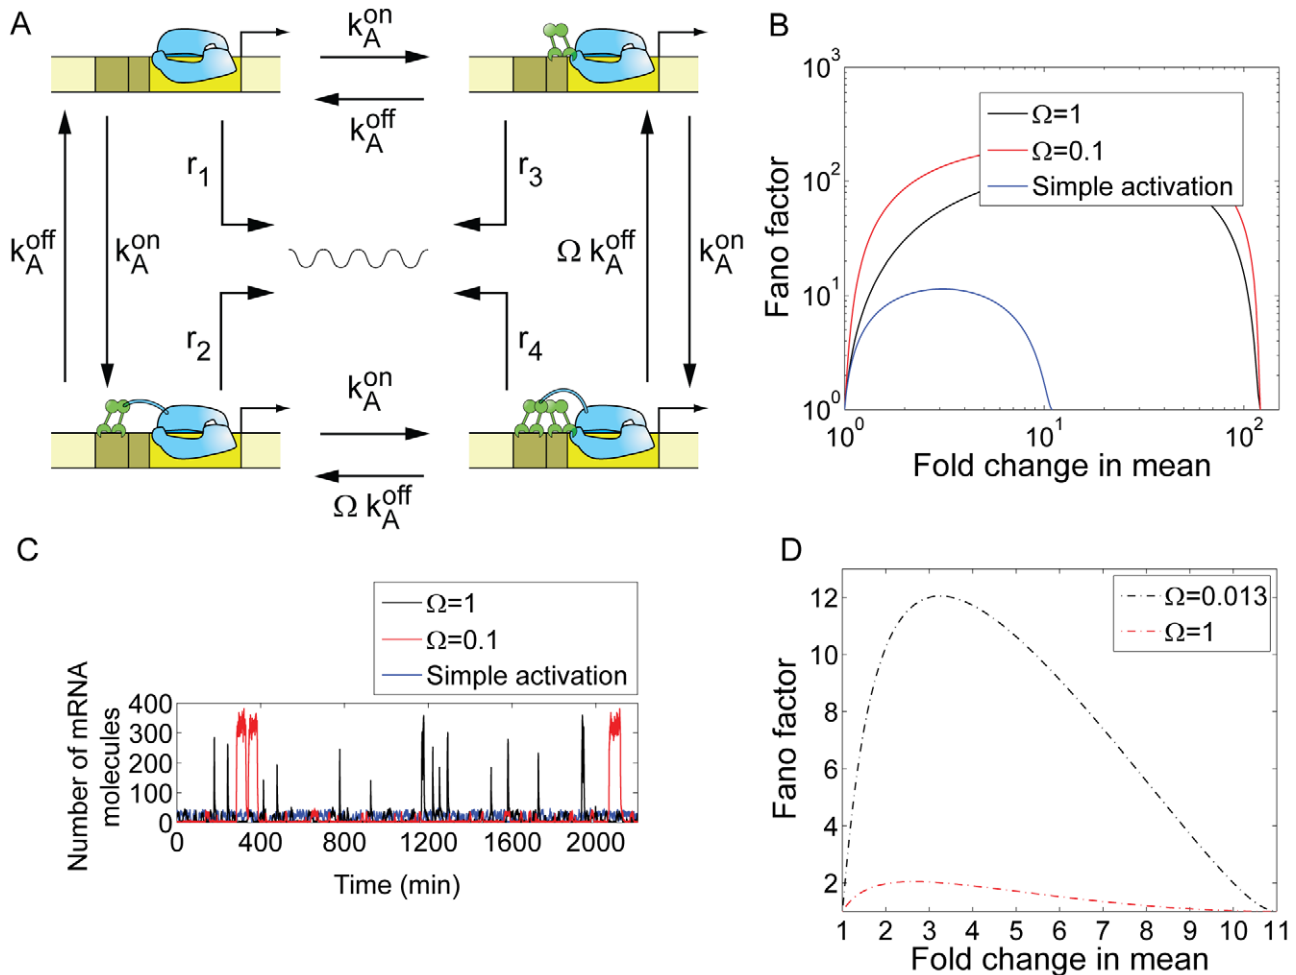 A
k_A^on
k_A^off
r_1
r_3
k_A^off
k_A^on
Ω k_A^off
k_A^on
r_2
r_4
k_A^on
Ω k_A^off
B
10^3
10^2
10^1
10^0
Fano factor
Ω=1
Ω=0.1
Simple activation
10^0
10^1
10^2
Fold change in mean
C
Ω=1
Ω=0.1
Simple activation
Number of mRNA
molecules
400
300
200
100
0
0
400
800
1200
1600
2000
Time (min)
D
12
10
8
6
4
2
Fano factor
Ω=0.013
Ω=1
1
2
3
4
5
6
7
8
9
10
11
Fold change in mean